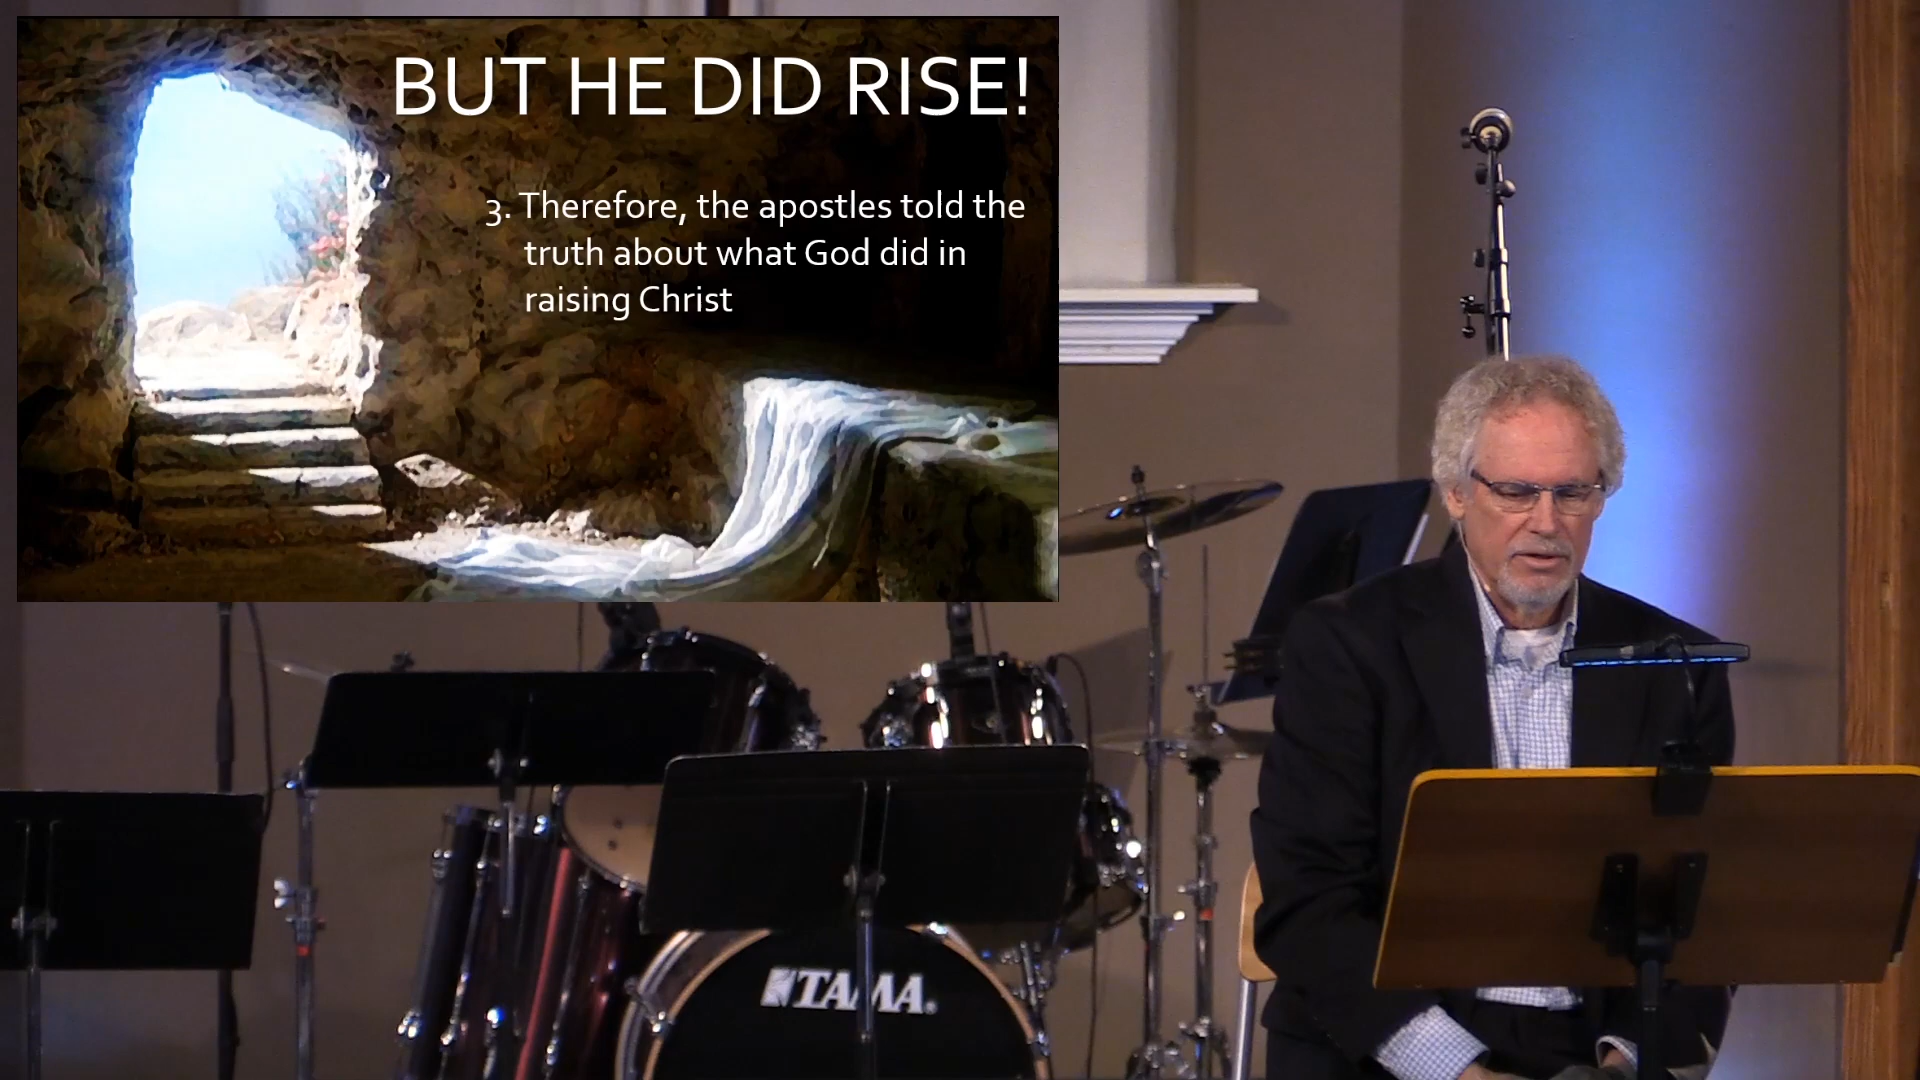 BUT HE DID RISE!
3. Therefore, the apostles told the
truth about what God did in
raising Christ
TAMA